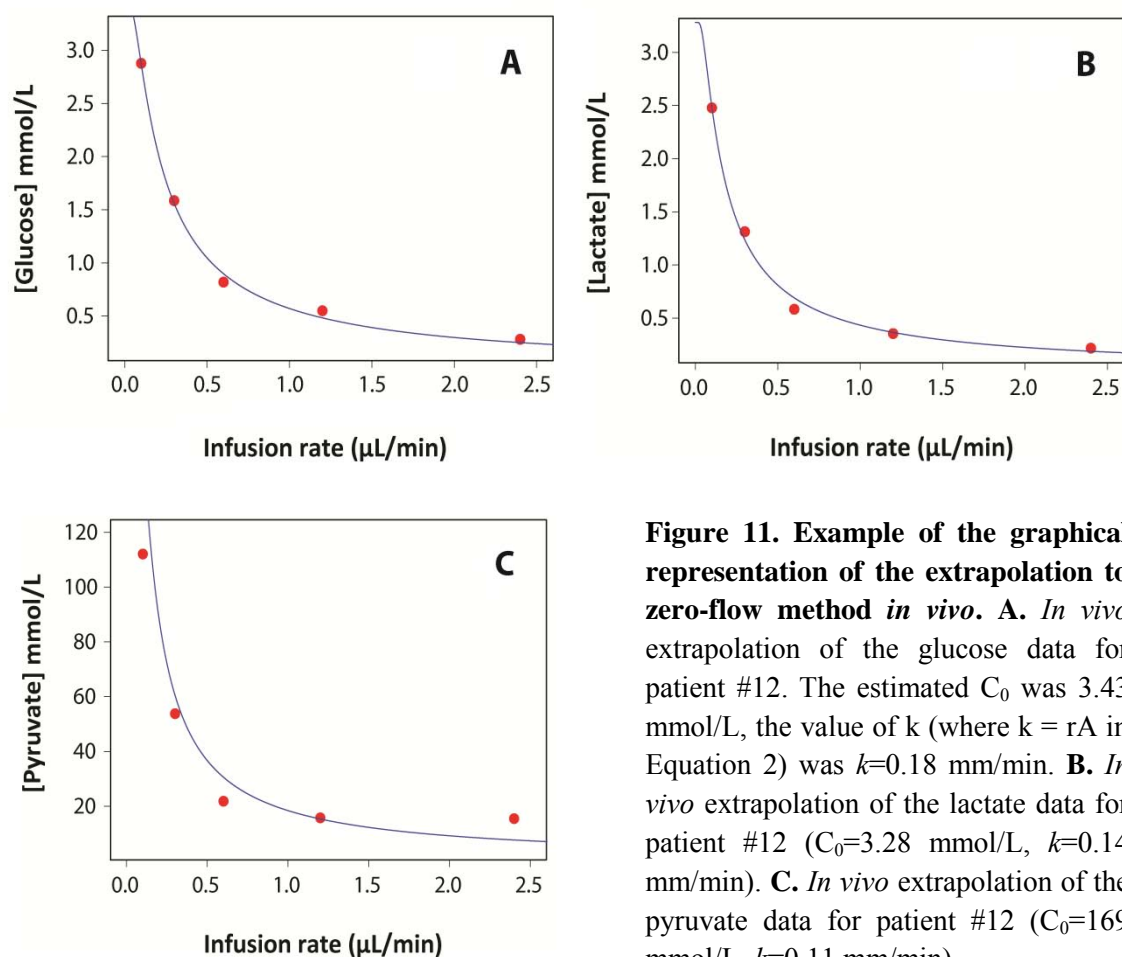 A
3.0
2.5
2.0
1.5
1.0
0.5
[Glucose] mmol/L
0.0 0.5 1.0 1.5 2.0 2.5
Infusion rate (µL/min)
B
3.0
2.5
2.0
1.5
1.0
0.5
[Lactate] mmol/L
0.0 0.5 1.0 1.5 2.0 2.5
Infusion rate (µL/min)
C
120
100
80
60
40
20
[Pyruvate] mmol/L
0.0 0.5 1.0 1.5 2.0 2.5
Infusion rate (µL/min)
Figure 11. Example of the graphical
representation of the extrapolation to
zero-flow method in vivo. A. In vivo
extrapolation of the glucose data for
patient #12. The estimated C₀ was 3.43
mmol/L, the value of k (where k = rA in
Equation 2) was k=0.18 mm/min. B. In
vivo extrapolation of the lactate data for
patient #12 (C₀=3.28 mmol/L, k=0.14
mm/min). C. In vivo extrapolation of the
pyruvate data for patient #12 (C₀=169
mmol/L, k=0.11 mm/min)